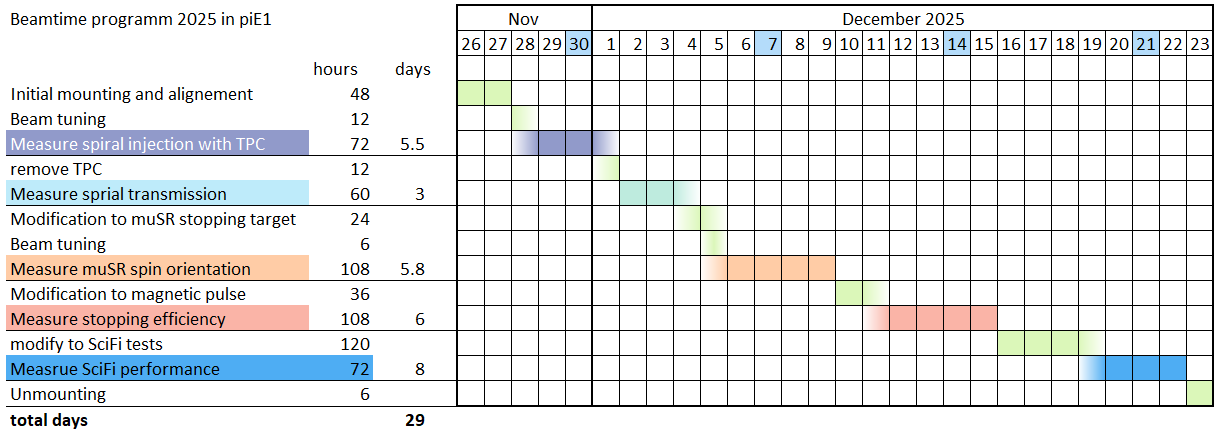 Beamtime programm 2025 in piE1 Nov December 2025
26 27 28 29 30 1 2 3 4 5 6 7 8 9 10 11 12 13 14 15 16 17 18 19 20 21 22 23
hours days
Initial mounting and alignement 48
Beam tuning 12
Measure spiral injection with TPC 72 5.5
remove TPC 12
Measure sprial transmission 60 3
Modification to muSR stopping target 24
Beam tuning 6
Measure muSR spin orientation 108 5.8
Modification to magnetic pulse 36
Measure stopping efficiency 108 6
modify to SciFi tests 120
Measrue SciFi performance 72 8
Unmounting 6
total days 29